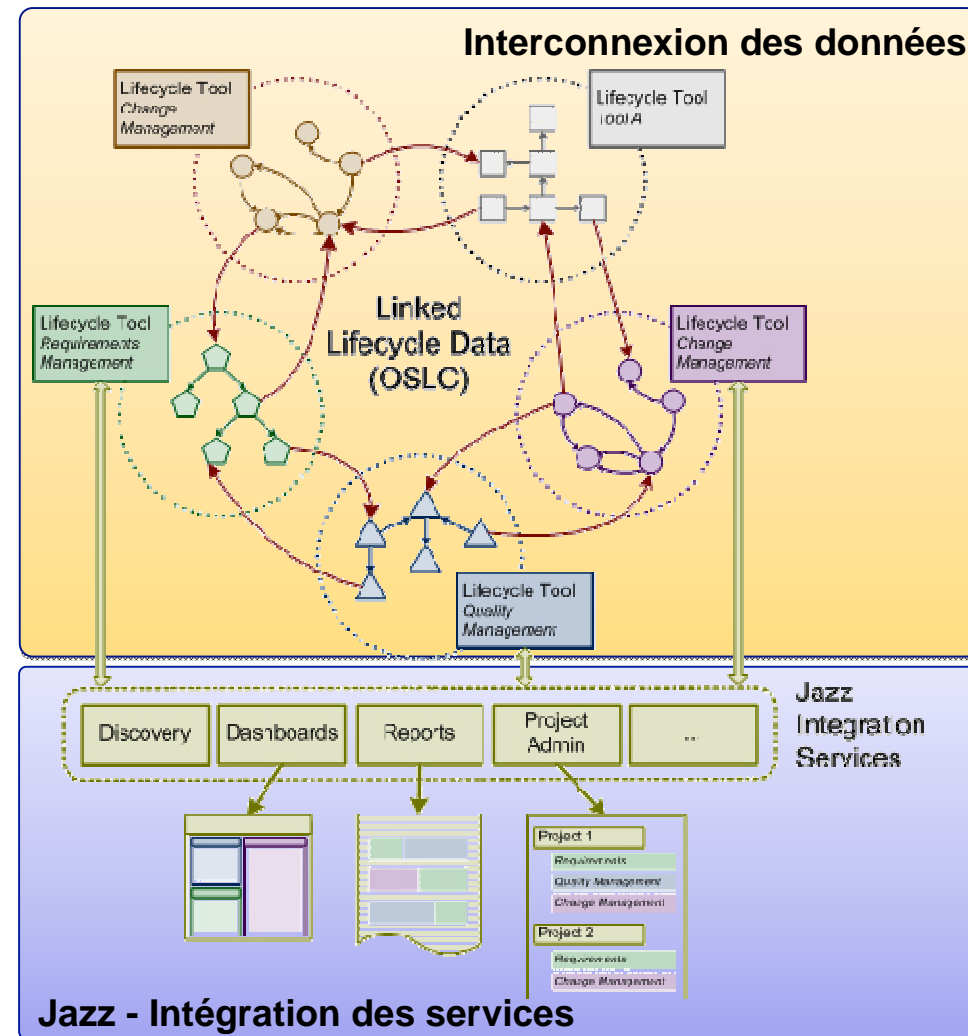 Interconnexion des données
Lifecycle Tool
Change
Management
Lifecycle Tool
Tool A
Linked
Lifecycle Data
(OSLC)
Lifecycle Tool
Requirements
Management
Lifecycle Tool
Change
Management
Lifecycle Tool
Quality
Management
Jazz
Integration
Services
Discovery
Dashboards
Reports
Project
Admin
...
Project 1
Requirements
Quality Management
Change Management
Project 2
Requirements
Change Management
Jazz - Intégration des services